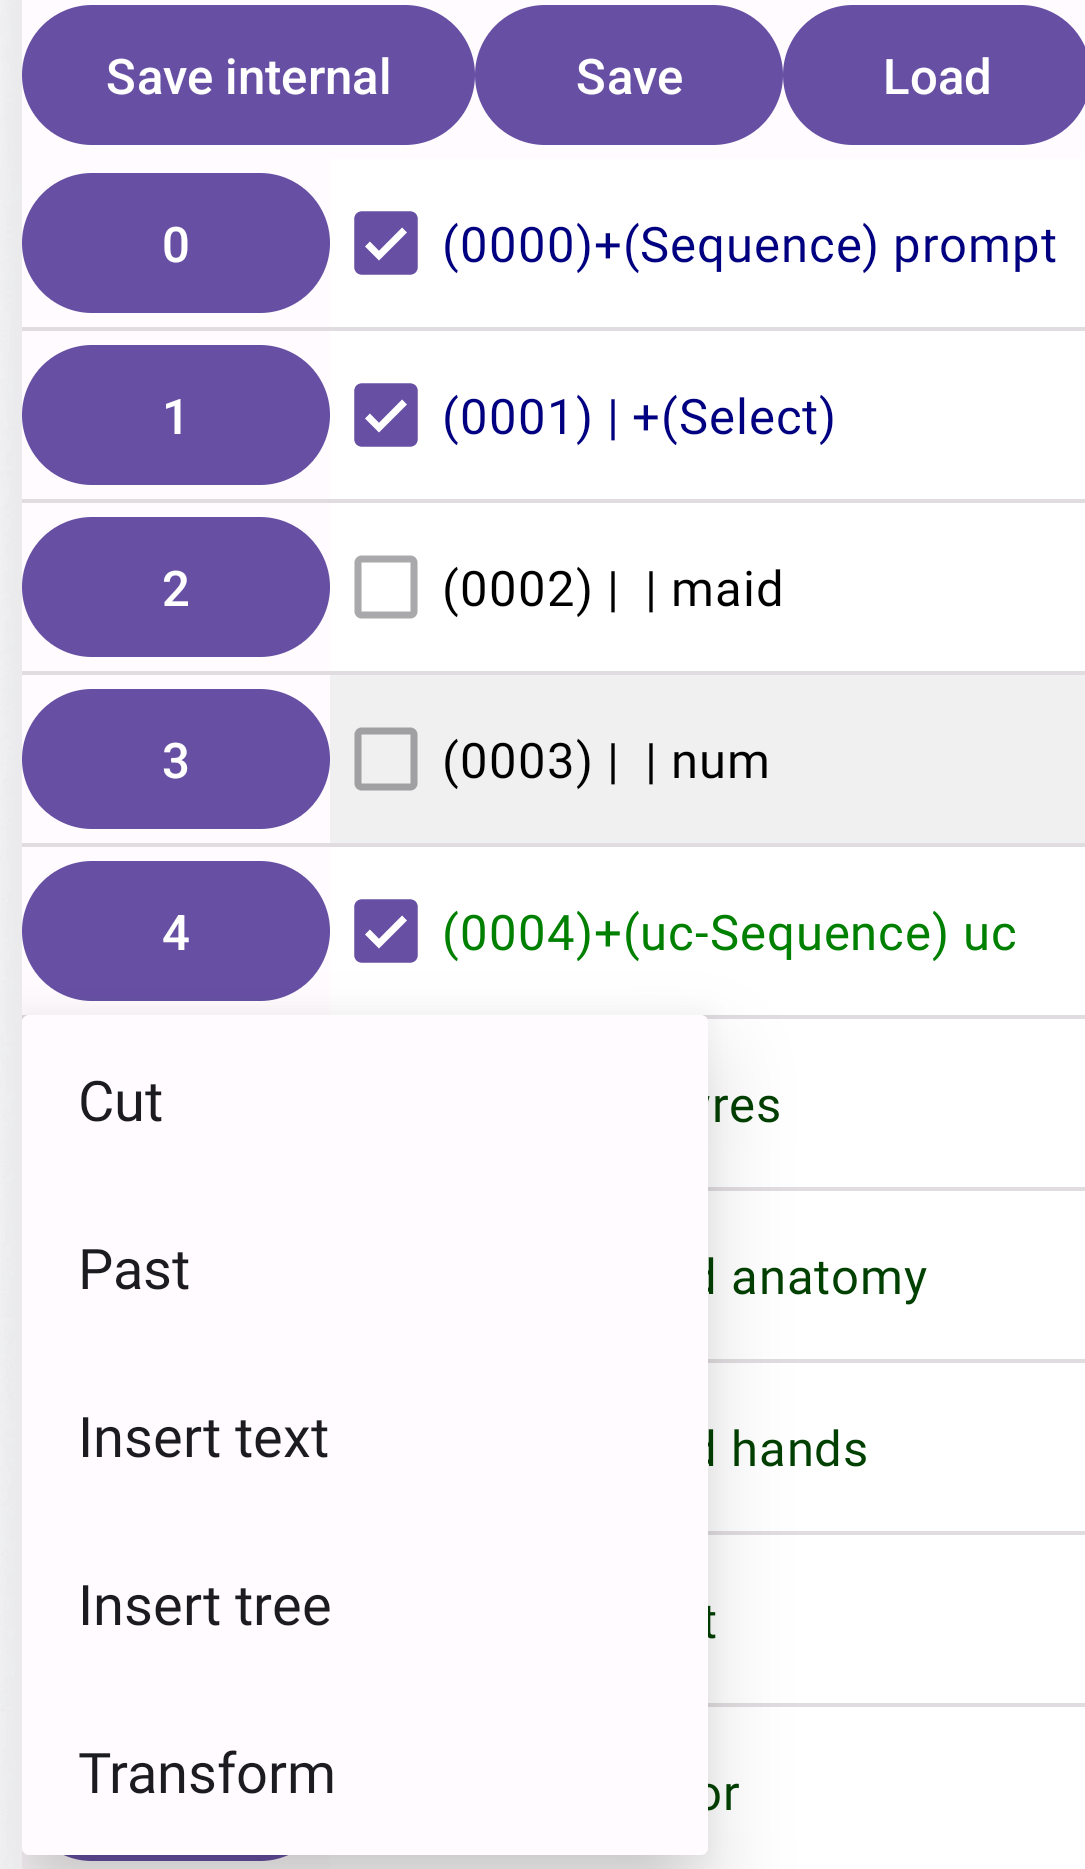 Save internal Save Load
0 (0000)+(Sequence) prompt
1 (0001) | +(Select)
2 (0002) |  | maid
3 (0003) |  | num
4 (0004)+(uc-Sequence) uc
Cut
Past
anatomy
Insert text
hands
Insert tree
Transform